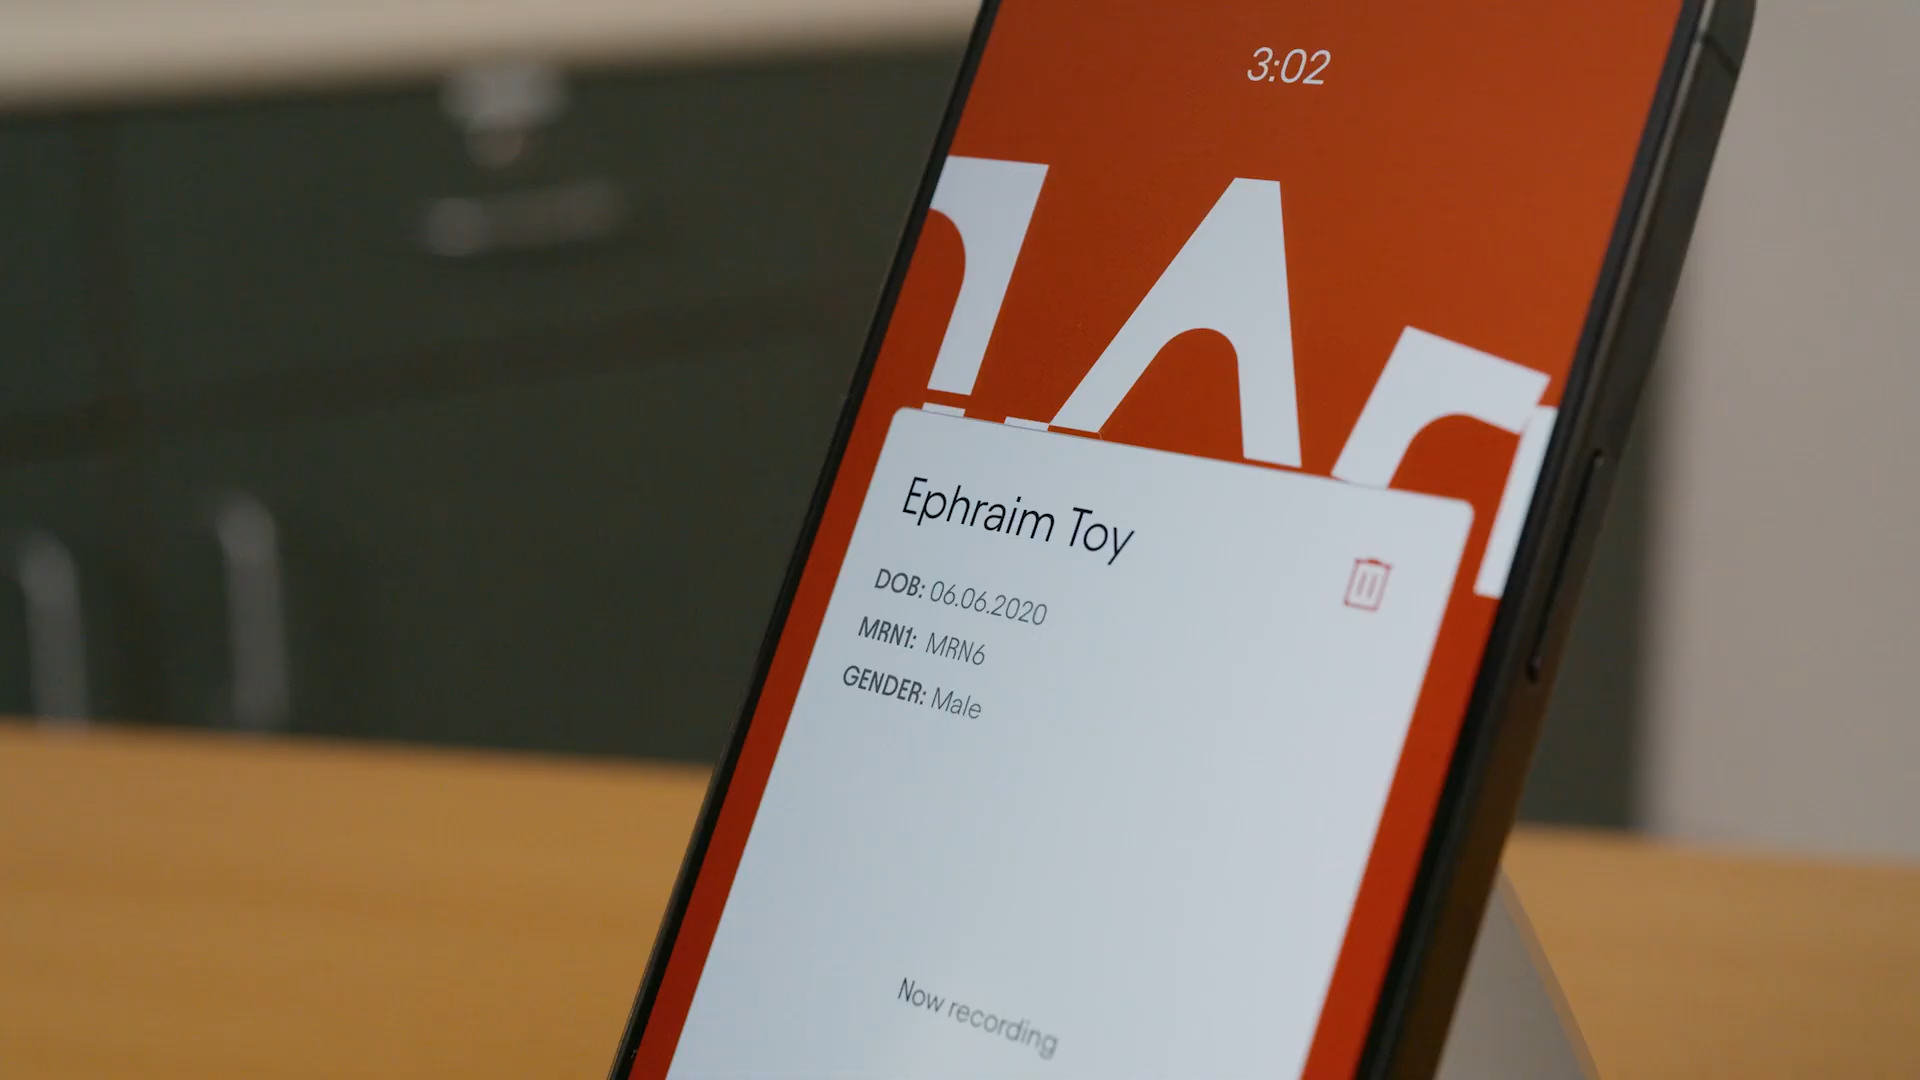 3:02
Ephraim Toy
DOB: 06.06.2020
MRN1: MRN6
GENDER: Male
Now recording